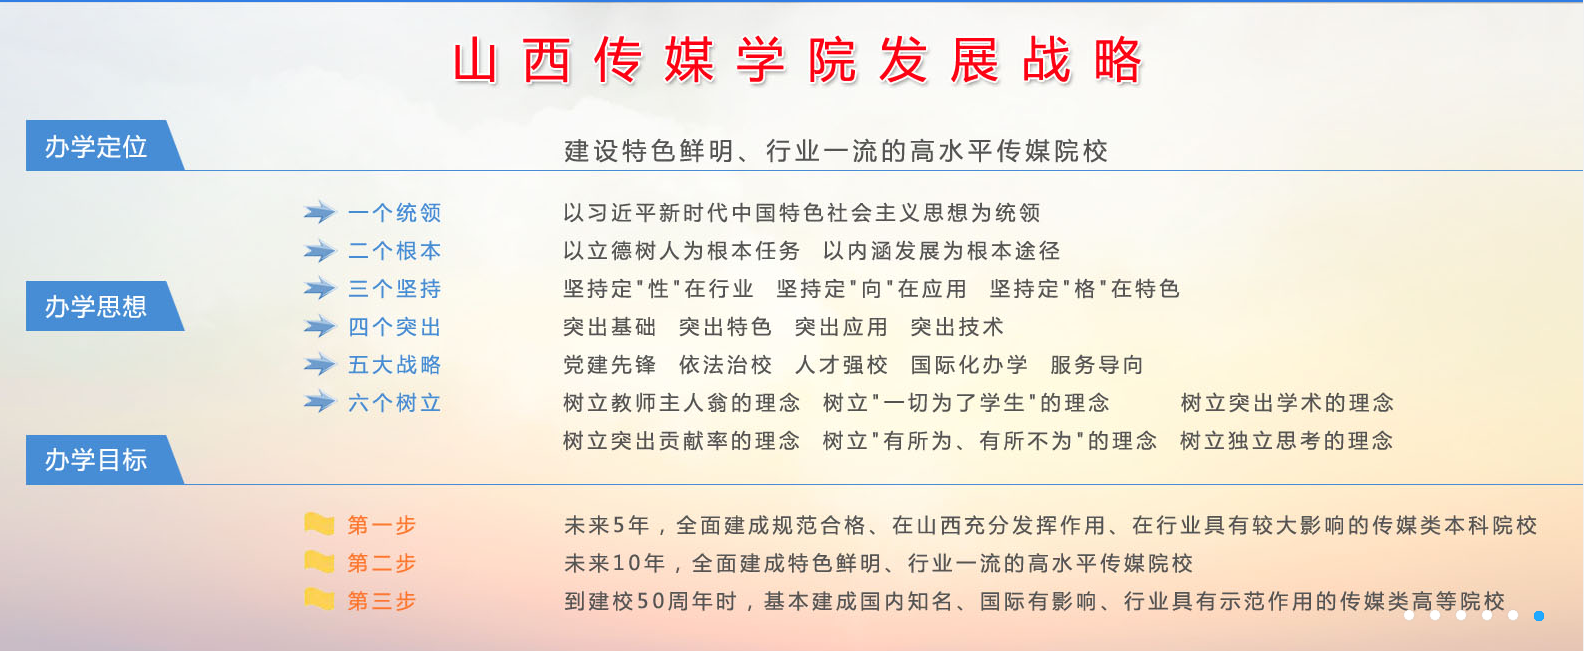 山西传媒学院发展战略
办学定位 建设特色鲜明、行业一流的高水平传媒院校
一个统领 以习近平新时代中国特色社会主义思想为统领
二个根本 以立德树人为根本任务 以内涵发展为根本途径
三个坚持 坚持定"性"在行业 坚持定"向"在应用 坚持定"格"在特色
办学思想
四个突出 突出基础 突出特色 突出应用 突出技术
五大战略 党建先锋 依法治校 人才强校 国际化办学 服务导向
六个树立 树立教师主人翁的理念 树立"一切为了学生"的理念 树立突出学术的理念
树立突出贡献率的理念 树立"有所为、有所不为"的理念 树立独立思考的理念
办学目标
第一步 未来5年，全面建成规范合格、在山西充分发挥作用、在行业具有较大影响的传媒类本科院校
第二步 未来10年，全面建成特色鲜明、行业一流的高水平传媒院校
第三步 到建校50周年时，基本建成国内知名、国际有影响、行业具有示范作用的传媒类高等院校